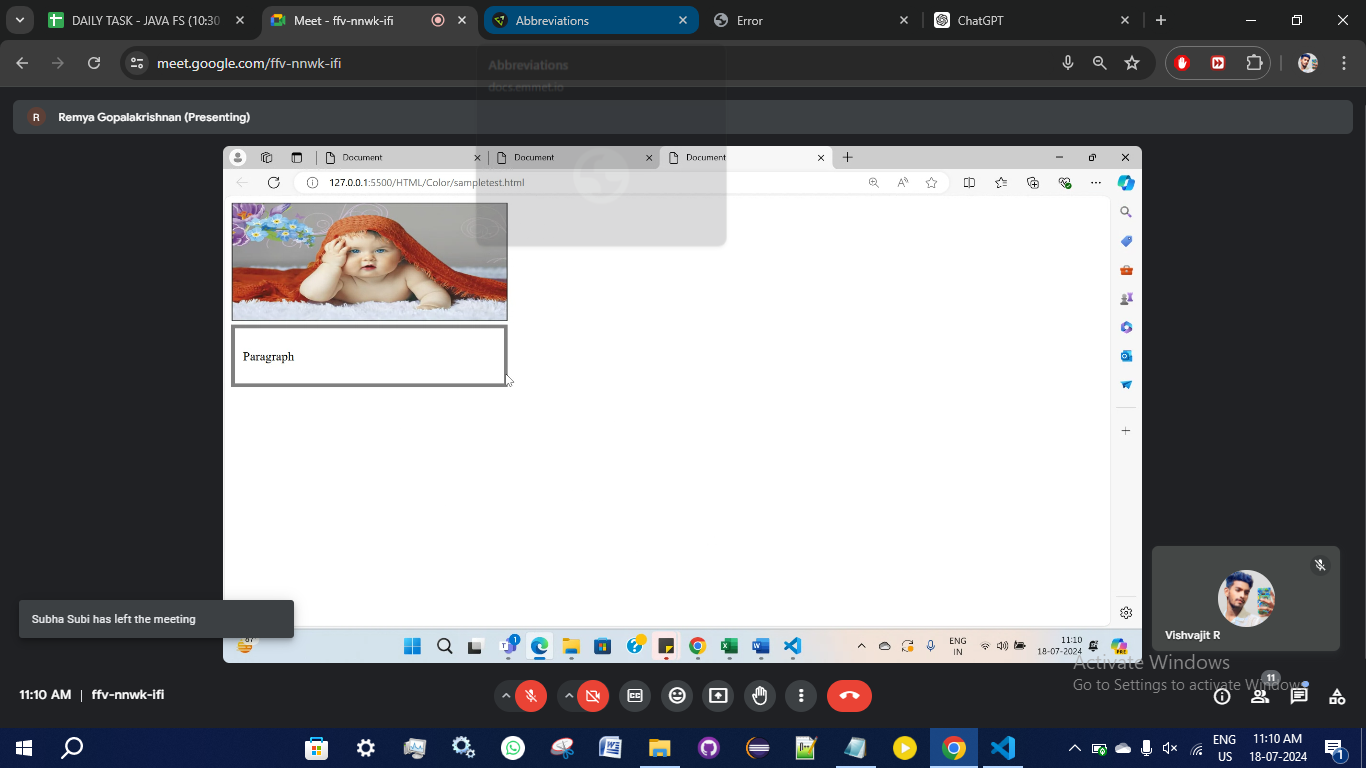 DAILY TASK - JAVA FS (10:30
Meet - ffv-nnwk-ifi
Abbreviations
Error
ChatGPT
meet.google.com/ffv-nnwk-ifi
Abbreviations
docs.emmet.io
R
Remya Gopalakrishnan (Presenting)
Document
Document
Document
127.0.0.1:5500/HTML/Color/sampletest.html
Paragraph
Subha Subi has left the meeting
Vishvajit R
1
ENG
IN
11:10
18-07-2024
PRE
Activate Windows
Go to Settings to activate Windows.
11:10 AM | ffv-nnwk-ifi
CC
11
ENG
US
11:10 AM
18-07-2024
1